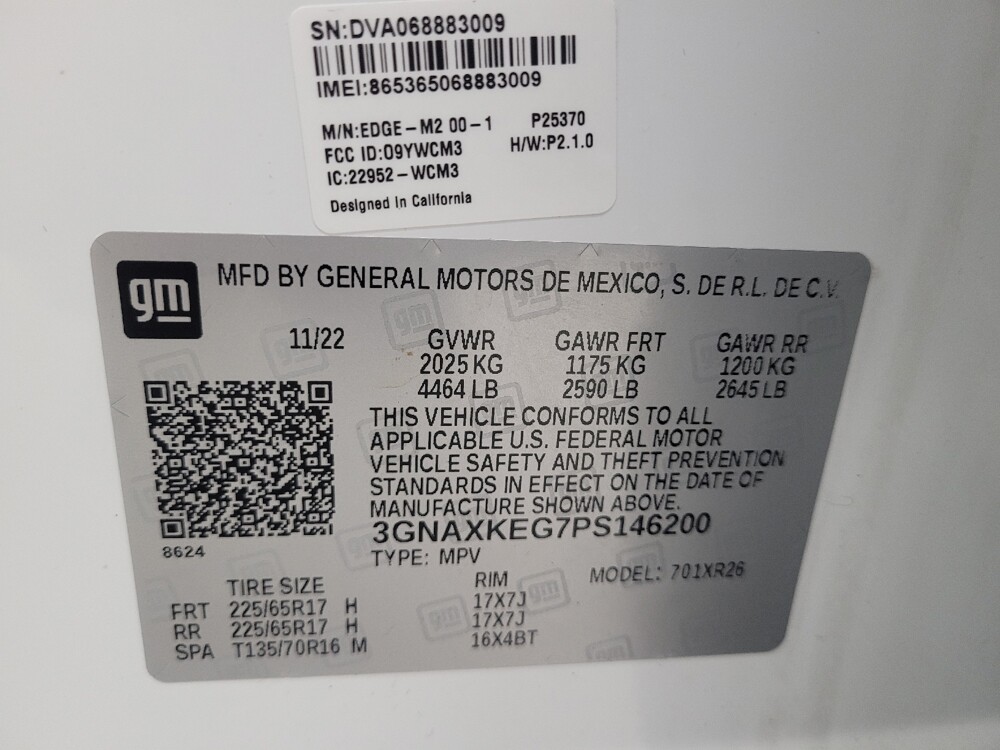 SN:DVA068883009
IMEI:865365068883009
M/N:EDGE-M2 00-1 P25370
FCC ID:O9YWCM3 H/W:P2.1.0
IC:22952-WCM3
Designed in California
gm MFD BY GENERAL MOTORS DE MEXICO, S. DE R.L. DE C.V.
11/22 GVWR GAWR FRT GAWR RR
2025 KG 1175 KG 1200 KG
4464 LB 2590 LB 2645 LB
THIS VEHICLE CONFORMS TO ALL
APPLICABLE U.S. FEDERAL MOTOR
VEHICLE SAFETY AND THEFT PREVENTION
STANDARDS IN EFFECT ON THE DATE OF
MANUFACTURE SHOWN ABOVE.
3GNAXKEG7PS146200
8624
TYPE: MPV MODEL: 701XR26
TIRE SIZE RIM
FRT 225/65R17 H 17X7J
RR 225/65R17 H 17X7J
SPA T135/70R16 M 16X4BT